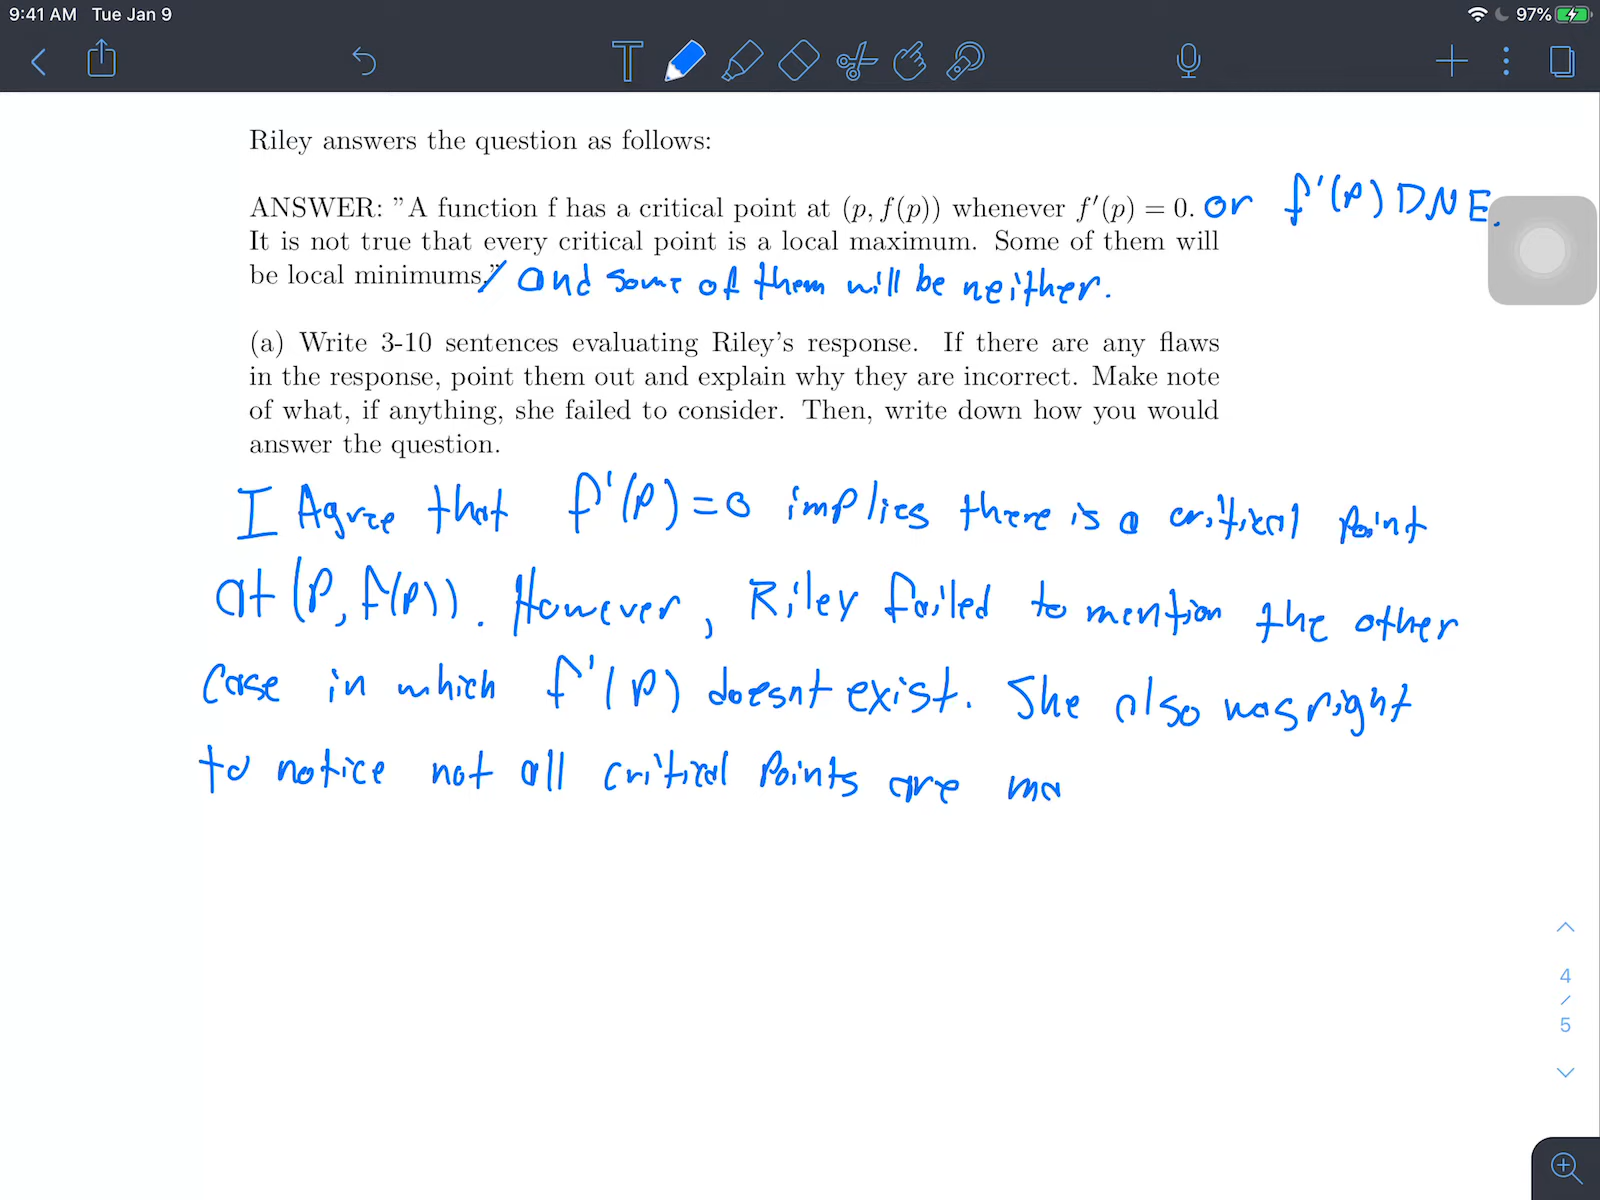 9:41 AM Tue Jan 9
97%
Riley answers the question as follows:
ANSWER: ”A function f has a critical point at (p, f(p)) whenever f′(p) = 0. or f'(p) DNE.
It is not true that every critical point is a local maximum. Some of them will
be local minimums.” and some of them will be neither.
(a) Write 3-10 sentences evaluating Riley's response. If there are any flaws
in the response, point them out and explain why they are incorrect. Make note
of what, if anything, she failed to consider. Then, write down how you would
answer the question.
I Agree that f'(p) = 0 implies there is a critical point
at (p, f(p)). However, Riley failed to mention the other
case in which f'(p) doesnt exist. She also was right
to notice not all critical points are ma
4
/
5